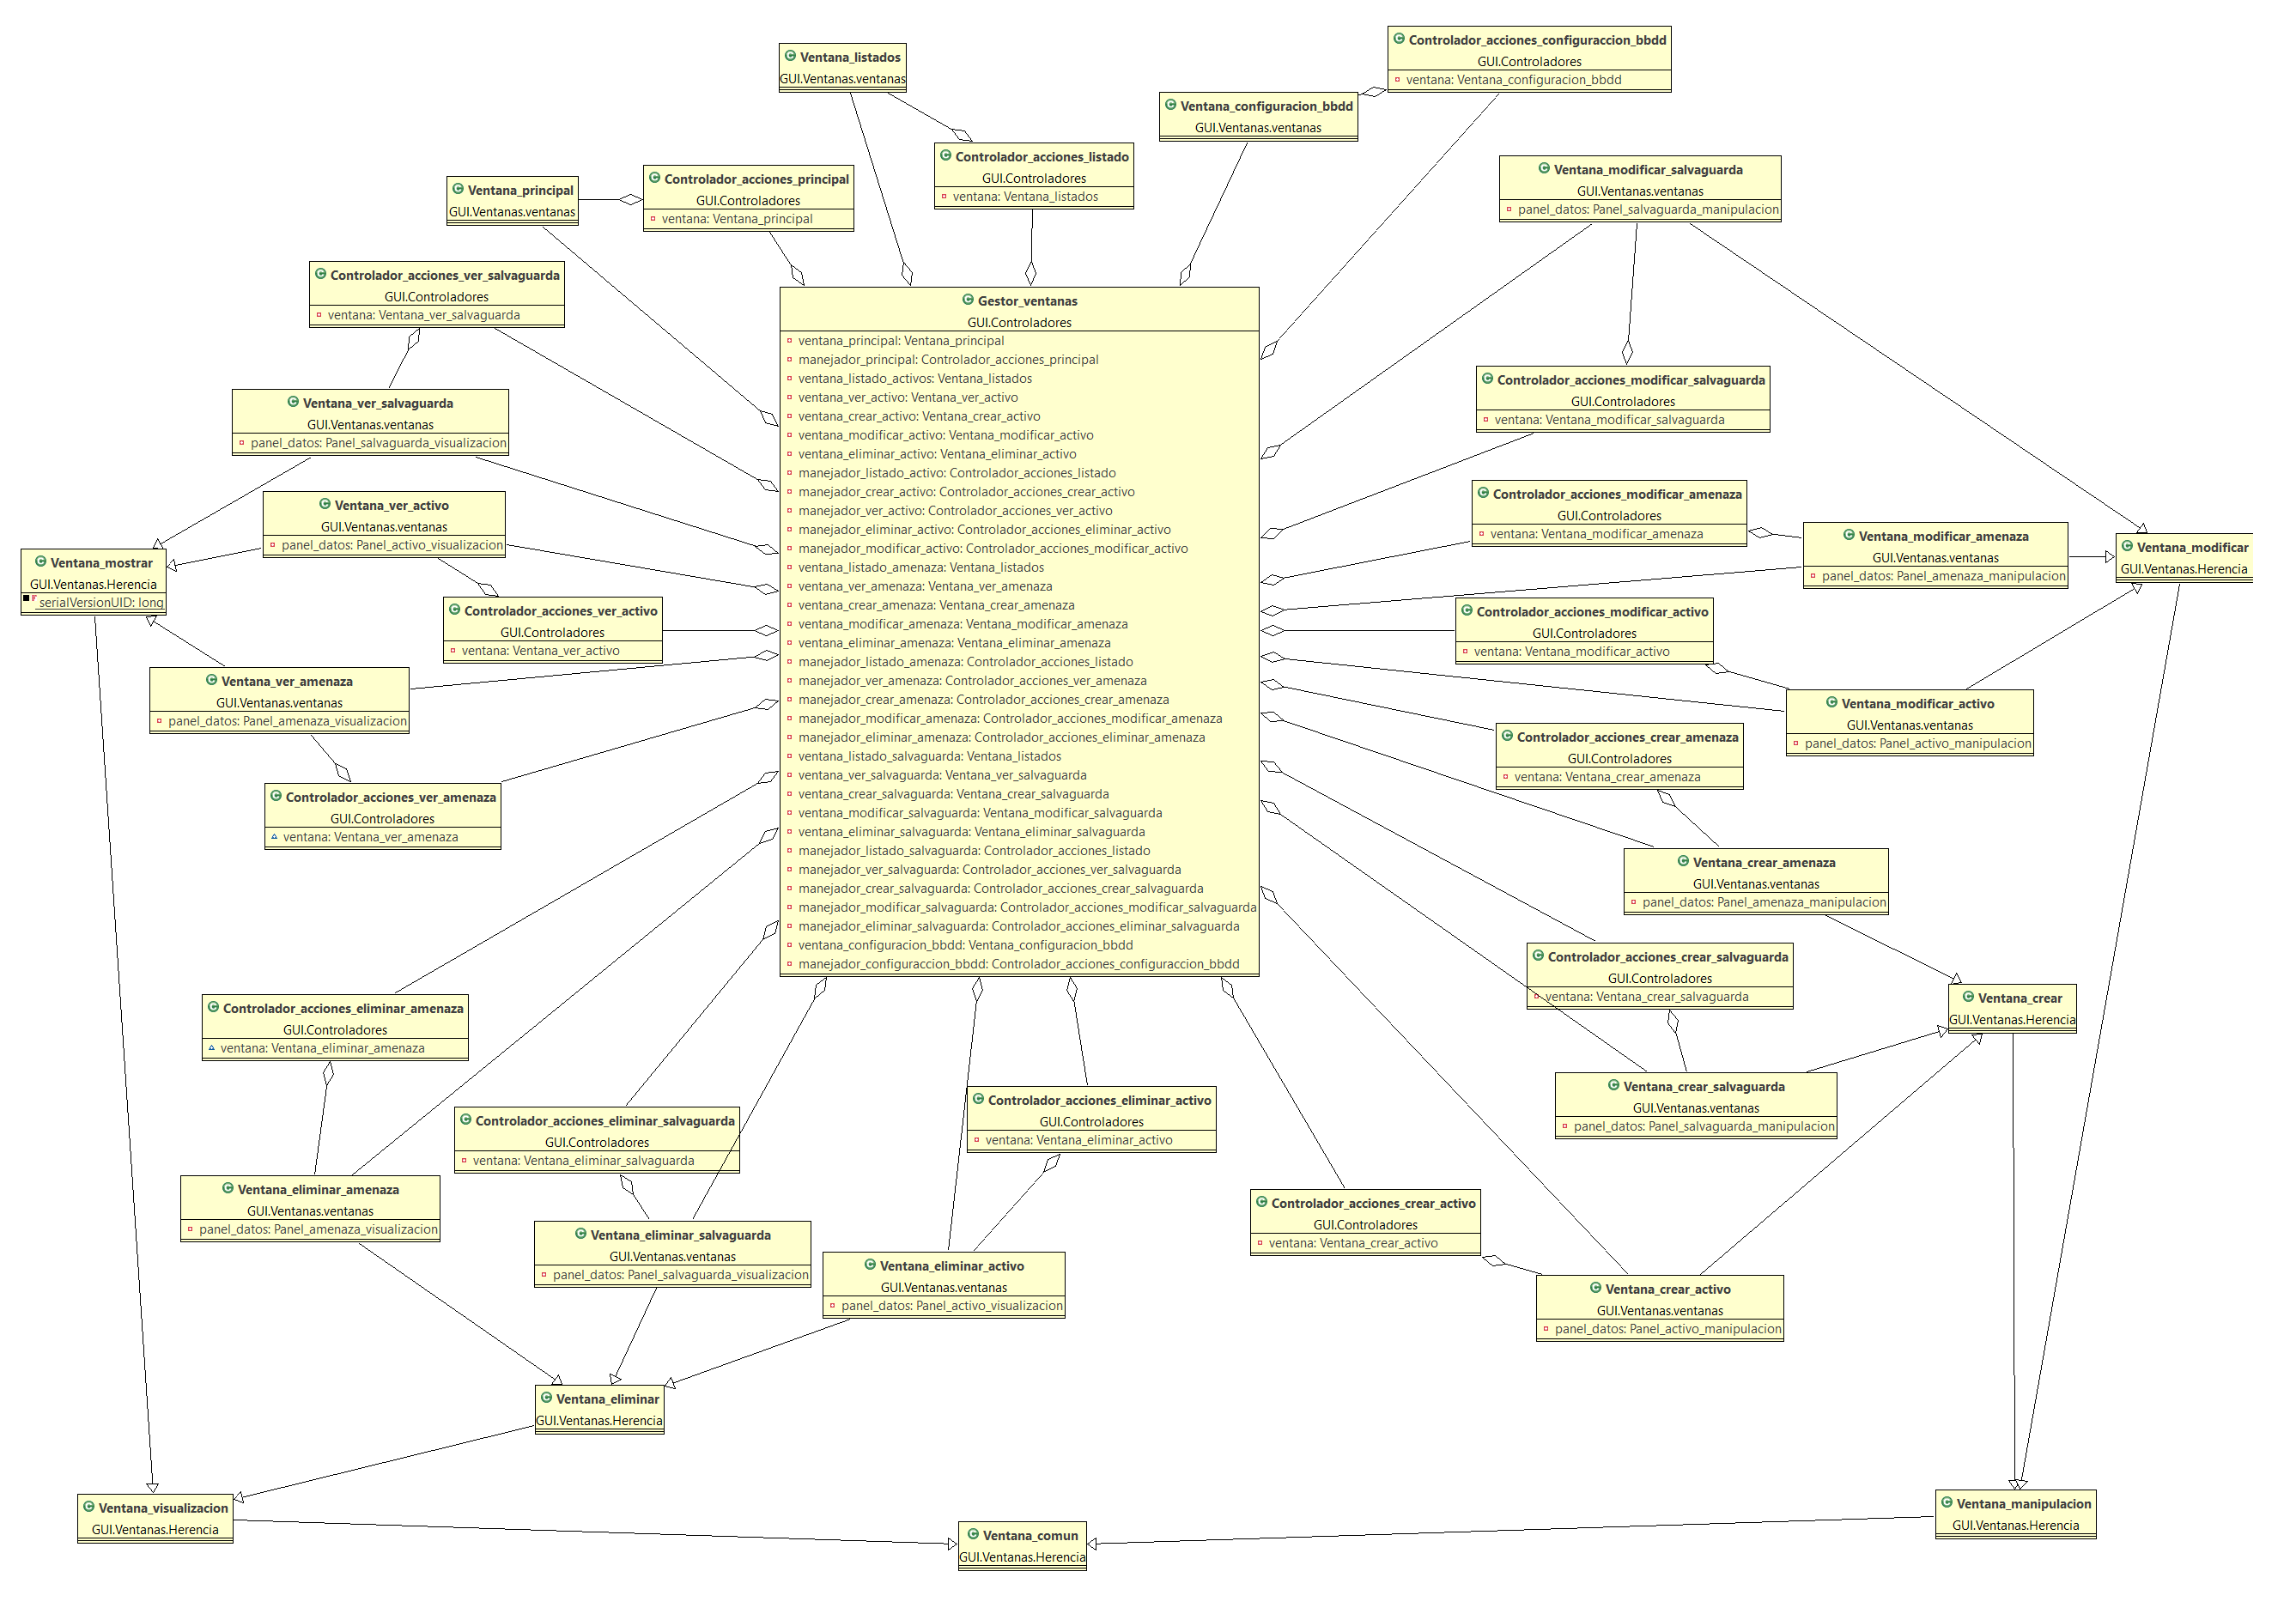 Controlador_acciones_configuraccion_bbdd
GUI.Controladores
ventana: Ventana_configuracion_bbdd
Ventana_listados
GUI.Ventanas.ventanas
Ventana_configuracion_bbdd
GUI.Ventanas.ventanas
Controlador_acciones_listado
GUI.Controladores
ventana: Ventana_listados
Ventana_modificar_salvaguarda
GUI.Ventanas.ventanas
panel_datos: Panel_salvaguarda_manipulacion
Controlador_acciones_principal
GUI.Controladores
ventana: Ventana_principal
Ventana_principal
GUI.Ventanas.ventanas
Controlador_acciones_ver_salvaguarda
GUI.Controladores
ventana: Ventana_ver_salvaguarda
Gestor_ventanas
GUI.Controladores
ventana_principal: Ventana_principal
manejador_principal: Controlador_acciones_principal
ventana_listado_activos: Ventana_listados
ventana_ver_activo: Ventana_ver_activo
ventana_crear_activo: Ventana_crear_activo
ventana_modificar_activo: Ventana_modificar_activo
ventana_eliminar_activo: Ventana_eliminar_activo
manejador_listado_activo: Controlador_acciones_listado
manejador_crear_activo: Controlador_acciones_crear_activo
manejador_ver_activo: Controlador_acciones_ver_activo
manejador_eliminar_activo: Controlador_acciones_eliminar_activo
manejador_modificar_activo: Controlador_acciones_modificar_activo
ventana_listado_amenaza: Ventana_listados
ventana_ver_amenaza: Ventana_ver_amenaza
ventana_crear_amenaza: Ventana_crear_amenaza
ventana_modificar_amenaza: Ventana_modificar_amenaza
ventana_eliminar_amenaza: Ventana_eliminar_amenaza
manejador_listado_amenaza: Controlador_acciones_listado
manejador_ver_amenaza: Controlador_acciones_ver_amenaza
manejador_crear_amenaza: Controlador_acciones_crear_amenaza
manejador_modificar_amenaza: Controlador_acciones_modificar_amenaza
manejador_eliminar_amenaza: Controlador_acciones_eliminar_amenaza
ventana_listado_salvaguarda: Ventana_listados
ventana_ver_salvaguarda: Ventana_ver_salvaguarda
ventana_crear_salvaguarda: Ventana_crear_salvaguarda
ventana_modificar_salvaguarda: Ventana_modificar_salvaguarda
ventana_eliminar_salvaguarda: Ventana_eliminar_salvaguarda
manejador_listado_salvaguarda: Controlador_acciones_listado
manejador_ver_salvaguarda: Controlador_acciones_ver_salvaguarda
manejador_crear_salvaguarda: Controlador_acciones_crear_salvaguarda
manejador_modificar_salvaguarda: Controlador_acciones_modificar_salvaguarda
manejador_eliminar_salvaguarda: Controlador_acciones_eliminar_salvaguarda
ventana_configuracion_bbdd: Ventana_configuracion_bbdd
manejador_configuraccion_bbdd: Controlador_acciones_configuraccion_bbdd
Controlador_acciones_modificar_salvaguarda
GUI.Controladores
ventana: Ventana_modificar_salvaguarda
Ventana_ver_salvaguarda
GUI.Ventanas.ventanas
panel_datos: Panel_salvaguarda_visualizacion
Controlador_acciones_modificar_amenaza
GUI.Controladores
ventana: Ventana_modificar_amenaza
Ventana_ver_activo
GUI.Ventanas.ventanas
panel_datos: Panel_activo_visualizacion
Ventana_modificar_amenaza
GUI.Ventanas.ventanas
panel_datos: Panel_amenaza_manipulacion
Ventana_modificar
GUI.Ventanas.Herencia
Ventana_mostrar
GUI.Ventanas.Herencia
serialVersionUID: long
Controlador_acciones_ver_activo
GUI.Controladores
ventana: Ventana_ver_activo
Controlador_acciones_modificar_activo
GUI.Controladores
ventana: Ventana_modificar_activo
Ventana_ver_amenaza
GUI.Ventanas.ventanas
panel_datos: Panel_amenaza_visualizacion
Ventana_modificar_activo
GUI.Ventanas.ventanas
panel_datos: Panel_activo_manipulacion
Controlador_acciones_crear_amenaza
GUI.Controladores
ventana: Ventana_crear_amenaza
Controlador_acciones_ver_amenaza
GUI.Controladores
ventana: Ventana_ver_amenaza
Ventana_crear_amenaza
GUI.Ventanas.ventanas
panel_datos: Panel_amenaza_manipulacion
Controlador_acciones_crear_salvaguarda
GUI.Controladores
ventana: Ventana_crear_salvaguarda
Ventana_crear
GUI.Ventanas.Herencia
Controlador_acciones_eliminar_amenaza
GUI.Controladores
ventana: Ventana_eliminar_amenaza
Ventana_crear_salvaguarda
GUI.Ventanas.ventanas
panel_datos: Panel_salvaguarda_manipulacion
Controlador_acciones_eliminar_activo
GUI.Controladores
ventana: Ventana_eliminar_activo
Controlador_acciones_eliminar_salvaguarda
GUI.Controladores
ventana: Ventana_eliminar_salvaguarda
Ventana_eliminar_amenaza
GUI.Ventanas.ventanas
panel_datos: Panel_amenaza_visualizacion
Controlador_acciones_crear_activo
GUI.Controladores
ventana: Ventana_crear_activo
Ventana_eliminar_salvaguarda
GUI.Ventanas.ventanas
panel_datos: Panel_salvaguarda_visualizacion
Ventana_eliminar_activo
GUI.Ventanas.ventanas
panel_datos: Panel_activo_visualizacion
Ventana_crear_activo
GUI.Ventanas.ventanas
panel_datos: Panel_activo_manipulacion
Ventana_eliminar
GUI.Ventanas.Herencia
Ventana_visualizacion
GUI.Ventanas.Herencia
Ventana_manipulacion
GUI.Ventanas.Herencia
Ventana_comun
GUI.Ventanas.Herencia